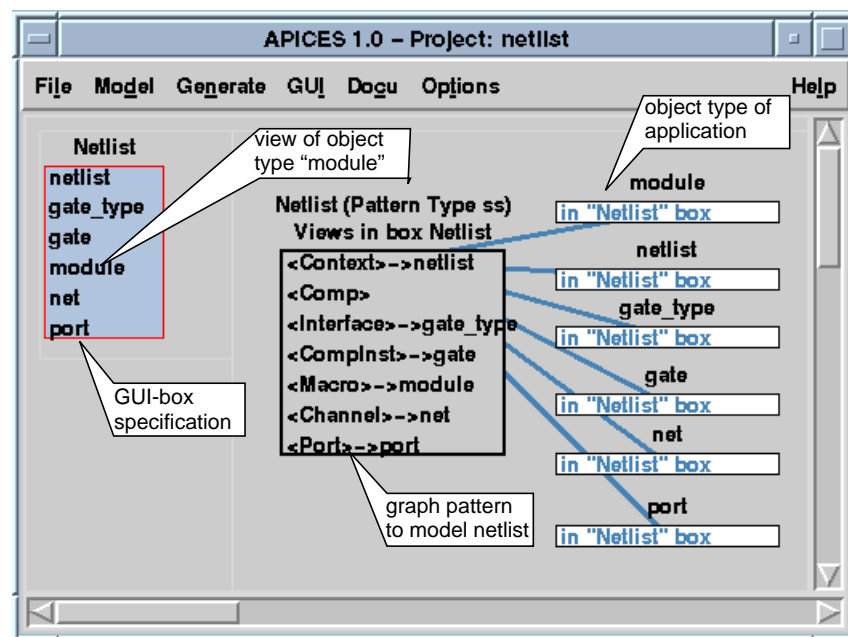 APICES 1.0 – Project: netlist
File Model Generate GUI Docu Options Help
Netlist
netlist
gate_type
gate
module
net
port
view of object
type “module”
object type of
application
GUI-box
specification
Netlist (Pattern Type ss)
Views in box Netlist
<Context>->netlist
<Comp>
<Interface>->gate_type
<CompInst>->gate
<Macro>->module
<Channel>->net
<Port>->port
graph pattern
to model netlist
module
in "Netlist" box
netlist
in "Netlist" box
gate_type
in "Netlist" box
gate
in "Netlist" box
net
in "Netlist" box
port
in "Netlist" box